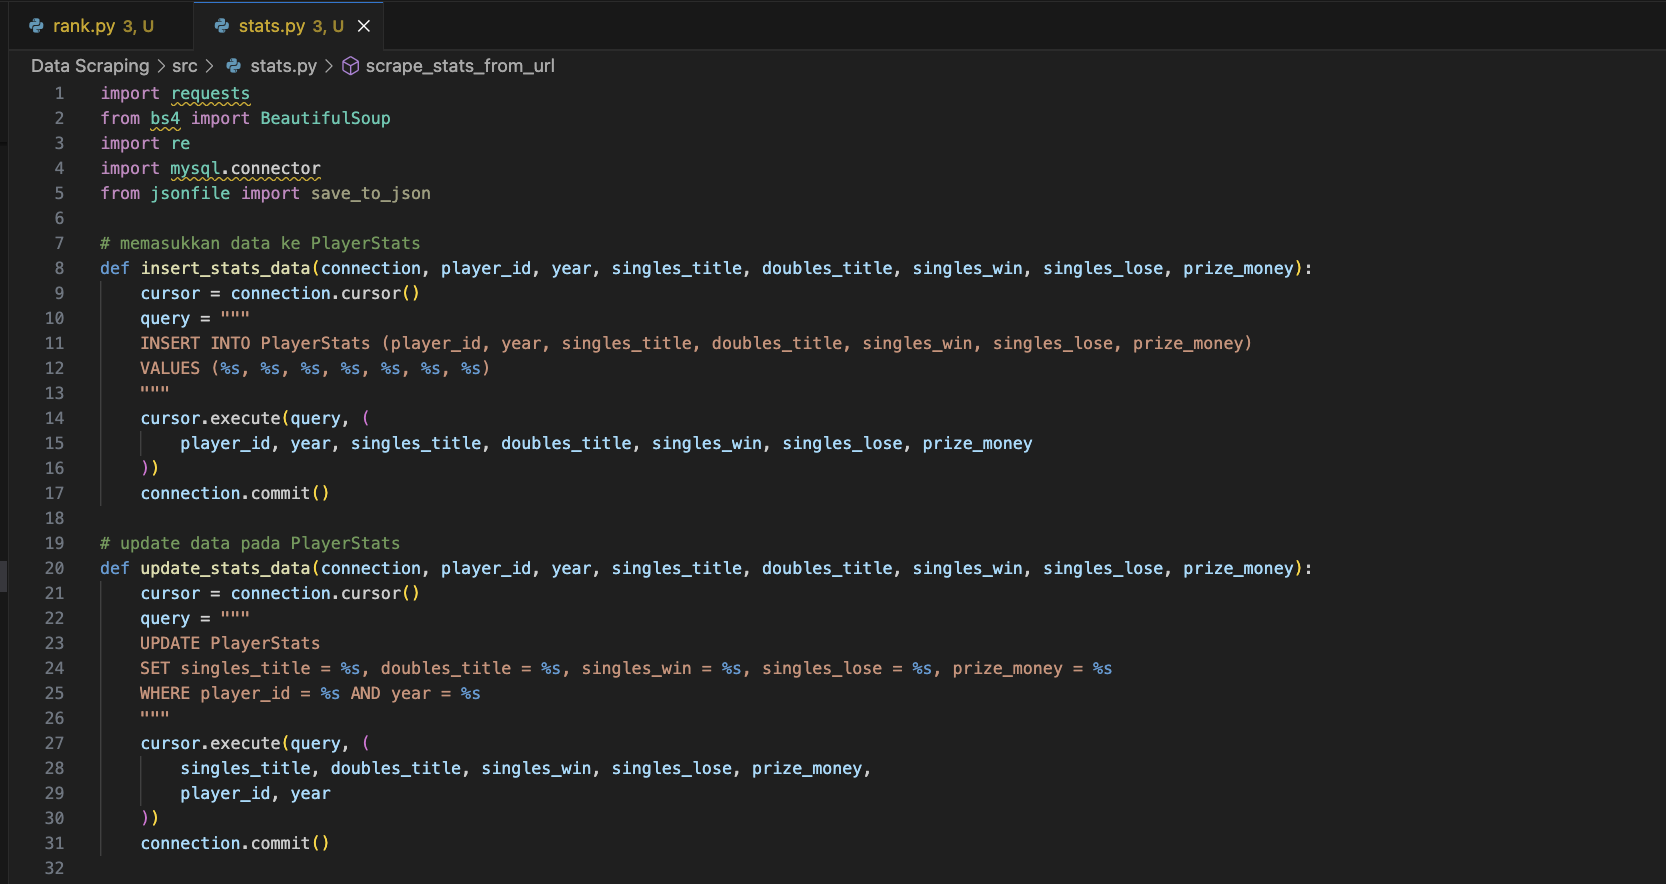 rank.py 3, U stats.py 3, U
Data Scraping > src > stats.py > scrape_stats_from_url
1 import requests
2 from bs4 import BeautifulSoup
3 import re
4 import mysql.connector
5 from jsonfile import save_to_json
6
7 # memasukkan data ke PlayerStats
8 def insert_stats_data(connection, player_id, year, singles_title, doubles_title, singles_win, singles_lose, prize_money):
9     cursor = connection.cursor()
10     query = """
11     INSERT INTO PlayerStats (player_id, year, singles_title, doubles_title, singles_win, singles_lose, prize_money)
12     VALUES (%s, %s, %s, %s, %s, %s, %s)
13     """
14     cursor.execute(query, (
15         player_id, year, singles_title, doubles_title, singles_win, singles_lose, prize_money
16     ))
17     connection.commit()
18
19 # update data pada PlayerStats
20 def update_stats_data(connection, player_id, year, singles_title, doubles_title, singles_win, singles_lose, prize_money):
21     cursor = connection.cursor()
22     query = """
23     UPDATE PlayerStats
24     SET singles_title = %s, doubles_title = %s, singles_win = %s, singles_lose = %s, prize_money = %s
25     WHERE player_id = %s AND year = %s
26     """
27     cursor.execute(query, (
28         singles_title, doubles_title, singles_win, singles_lose, prize_money,
29         player_id, year
30     ))
31     connection.commit()
32